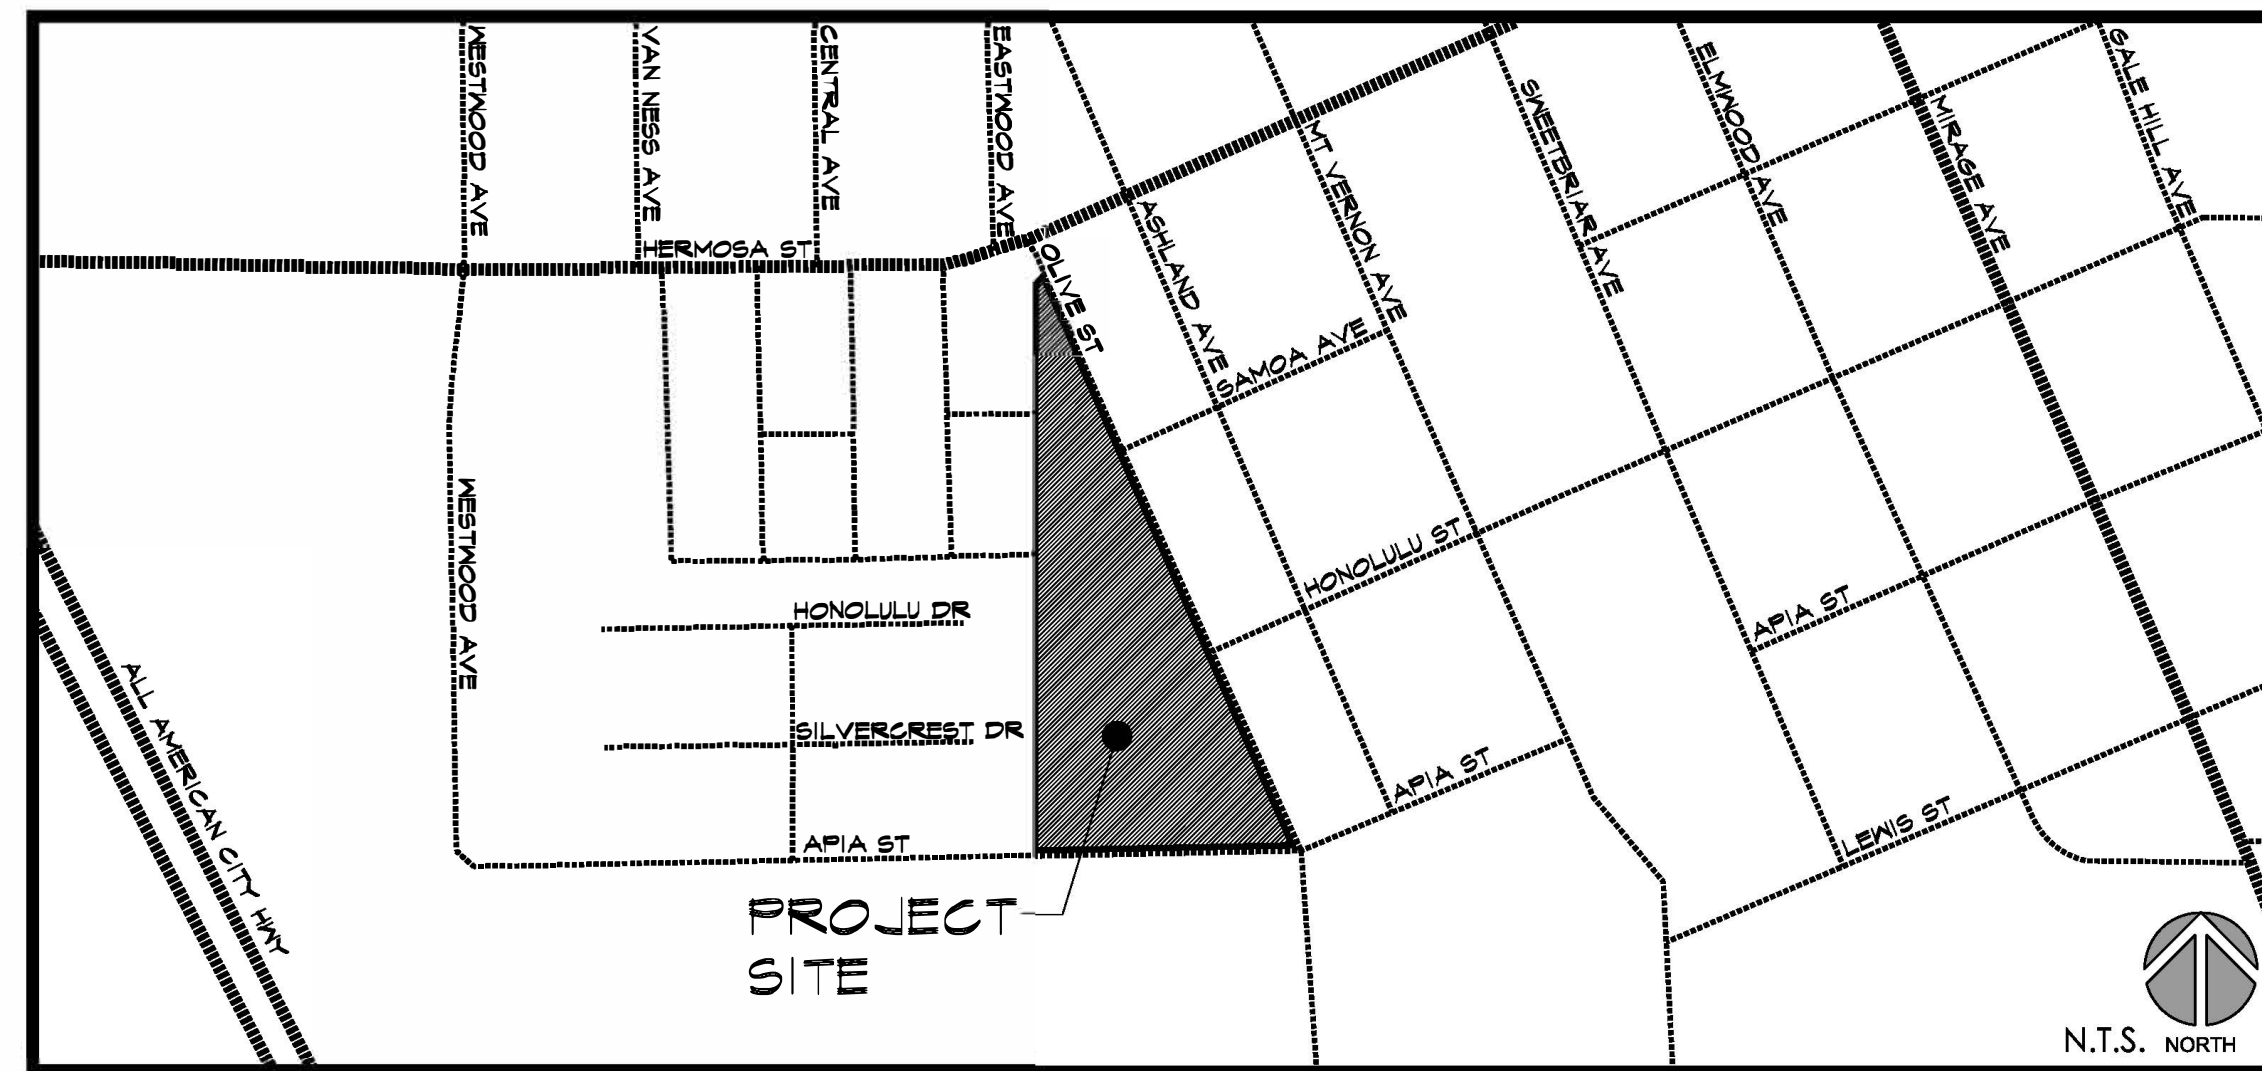 WESTWOOD AVE
VAN NESS AVE
CENTRAL AVE
EASTWOOD AVE
HERMOSA ST
OLIVE ST
ASHLAND AVE
MT VERNON AVE
SWEETBRIAR AVE
ELMWOOD AVE
MIRAGE AVE
GALE HILL AVE
SAMOA AVE
WESTWOOD AVE
HONOLULU DR
HONOLULU ST
APIA ST
ALL AMERICAN CITY HWY
SILVERCREST DR
APIA ST
APIA ST
LEWIS ST
PROJECT
SITE
N.T.S. NORTH